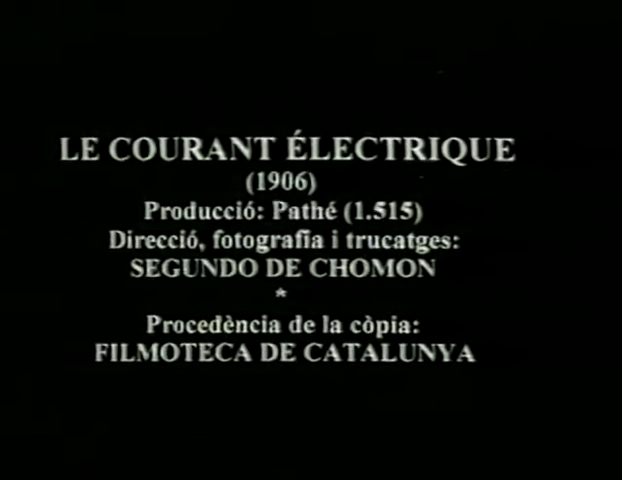 LE COURANT ÉLECTRIQUE
(1906)
Producció: Pathé (1.515)
Direcció, fotografía i trucatges:
SEGUNDO DE CHOMON
*
Procedència de la còpia:
FILMOTECA DE CATALUNYA